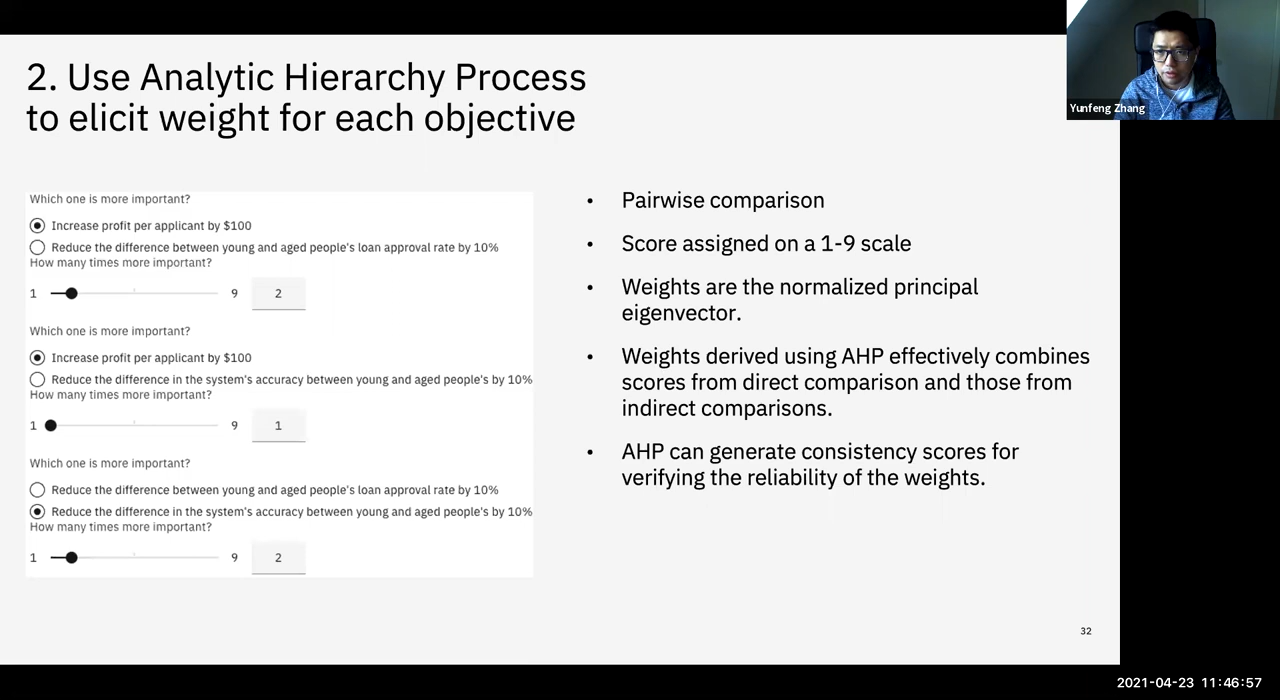 2. Use Analytic Hierarchy Process
to elicit weight for each objective
Yunfeng Zhang
Which one is more important?
Increase profit per applicant by $100
Reduce the difference between young and aged people's loan approval rate by 10%
How many times more important?
1 9 2
Which one is more important?
Increase profit per applicant by $100
Reduce the difference in the system's accuracy between young and aged people's by 10%
How many times more important?
1 9 1
Which one is more important?
Reduce the difference between young and aged people's loan approval rate by 10%
Reduce the difference in the system's accuracy between young and aged people's by 10%
How many times more important?
1 9 2
• Pairwise comparison
• Score assigned on a 1-9 scale
• Weights are the normalized principal
eigenvector.
• Weights derived using AHP effectively combines
scores from direct comparison and those from
indirect comparisons.
• AHP can generate consistency scores for
verifying the reliability of the weights.
32
2021-04-23 11:46:57